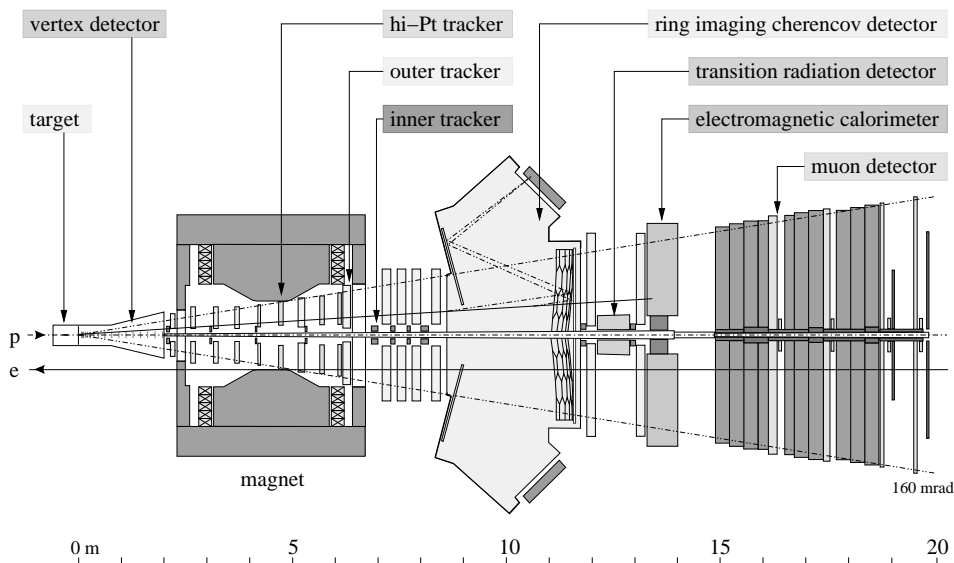 vertex detector
hi–Pt tracker
ring imaging cherencov detector
outer tracker
transition radiation detector
target
inner tracker
electromagnetic calorimeter
muon detector
p
e
magnet
160 mrad
0 m
5
10
15
20